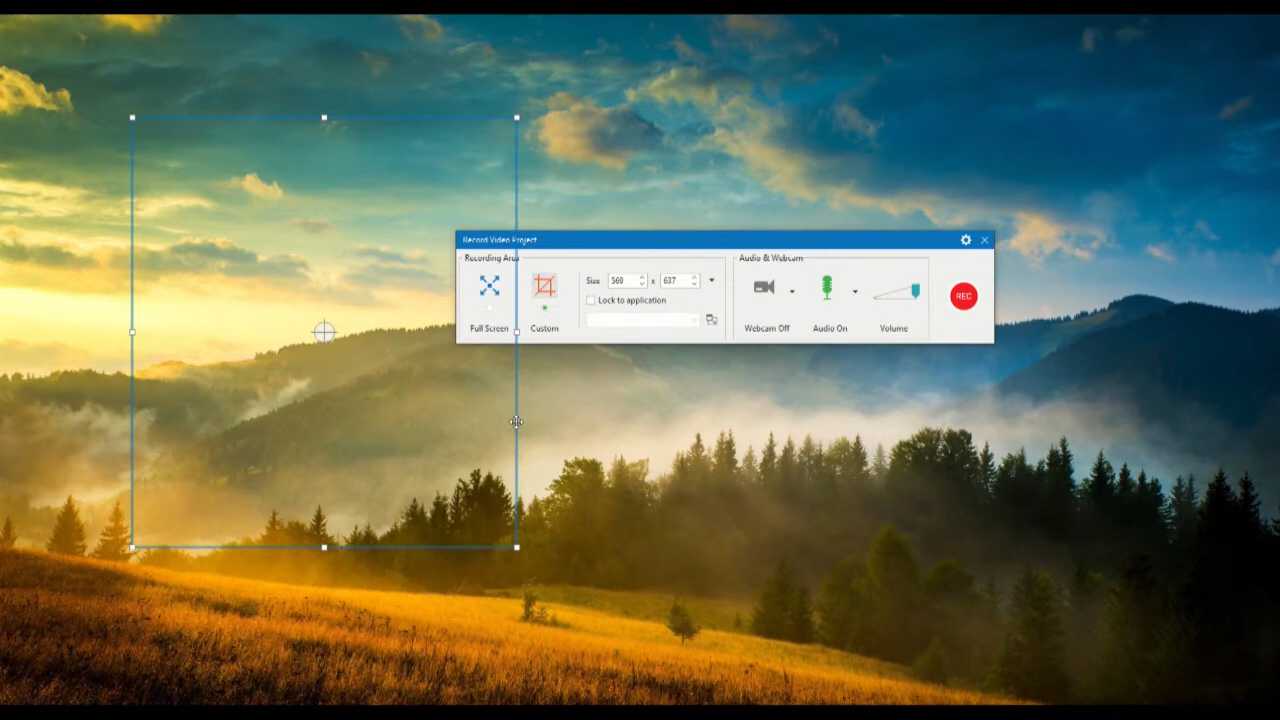 Record Video Project
Recording Area
Audio & Webcam
Size 569 x 637
Lock to application
Full Screen
Custom
Webcam Off
Audio On
Volume
REC